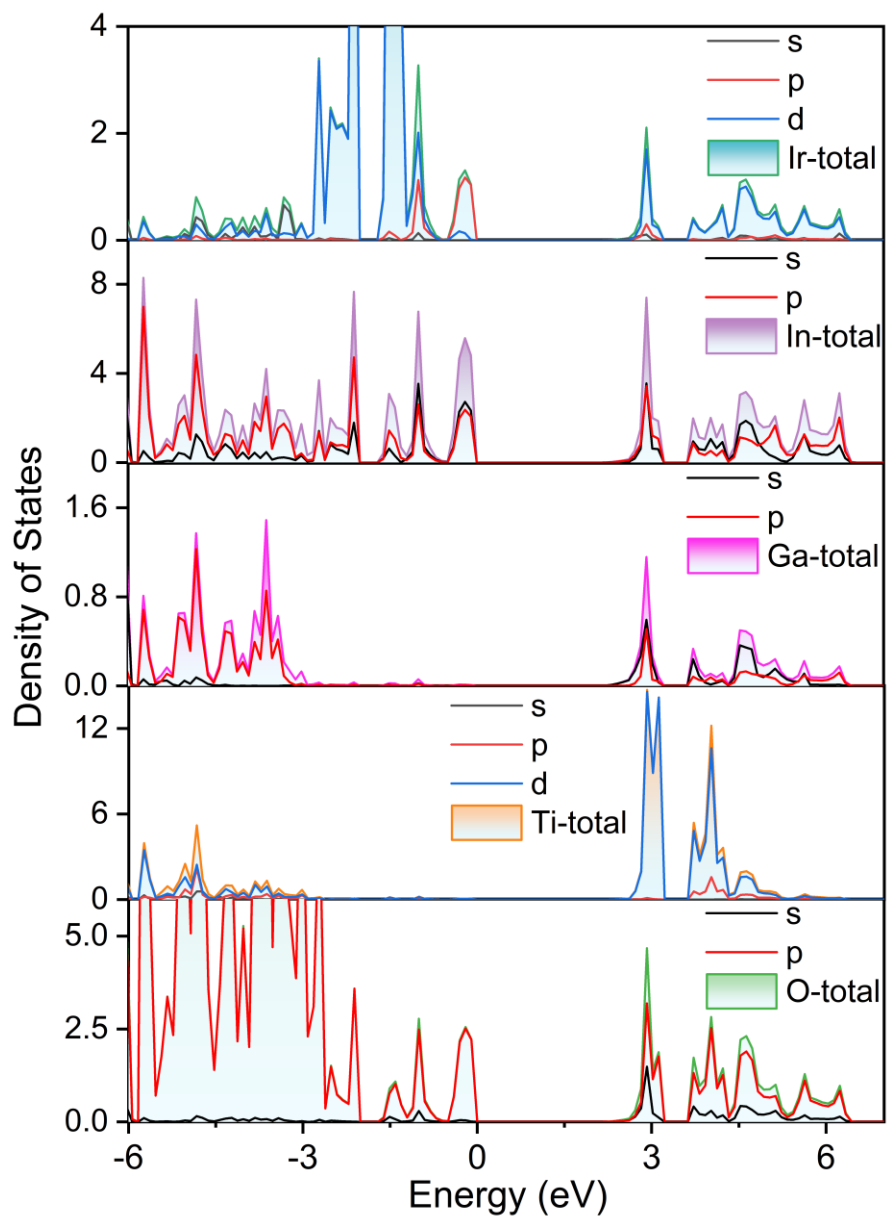 4
2
0
s
p
d
Ir-total
8
4
0
s
p
In-total
1.6
0.8
0.0
s
p
Ga-total
12
6
0
s
p
d
Ti-total
5.0
2.5
0.0
s
p
O-total
-6 -3 0 3 6
Energy (eV)
Density of States